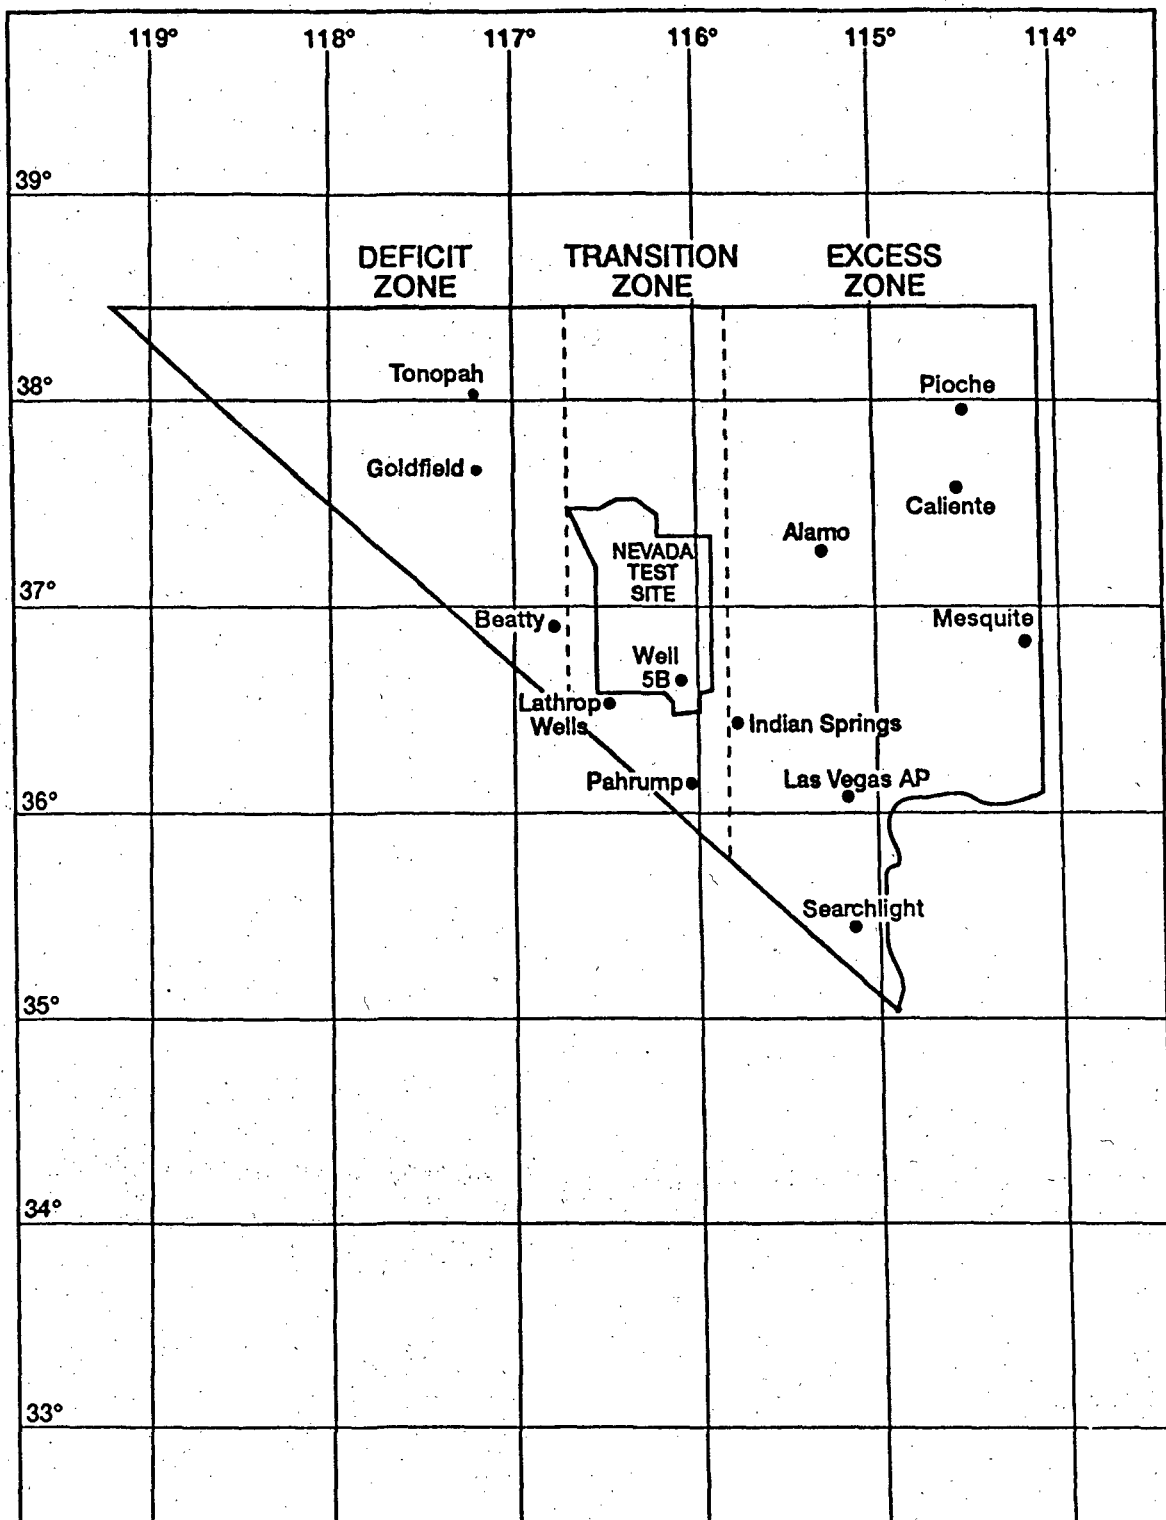 119° 118° 117° 116° 115° 114°
39°
DEFICIT ZONE
TRANSITION ZONE
EXCESS ZONE
Tonopah
38°
Pioche
Goldfield
Caliente
Alamo
NEVADA
TEST
SITE
37°
Beatty
Mesquite
Well
5B
Lathrop
Wells
Indian Springs
Pahrump
Las Vegas AP
36°
Searchlight
35°
34°
33°